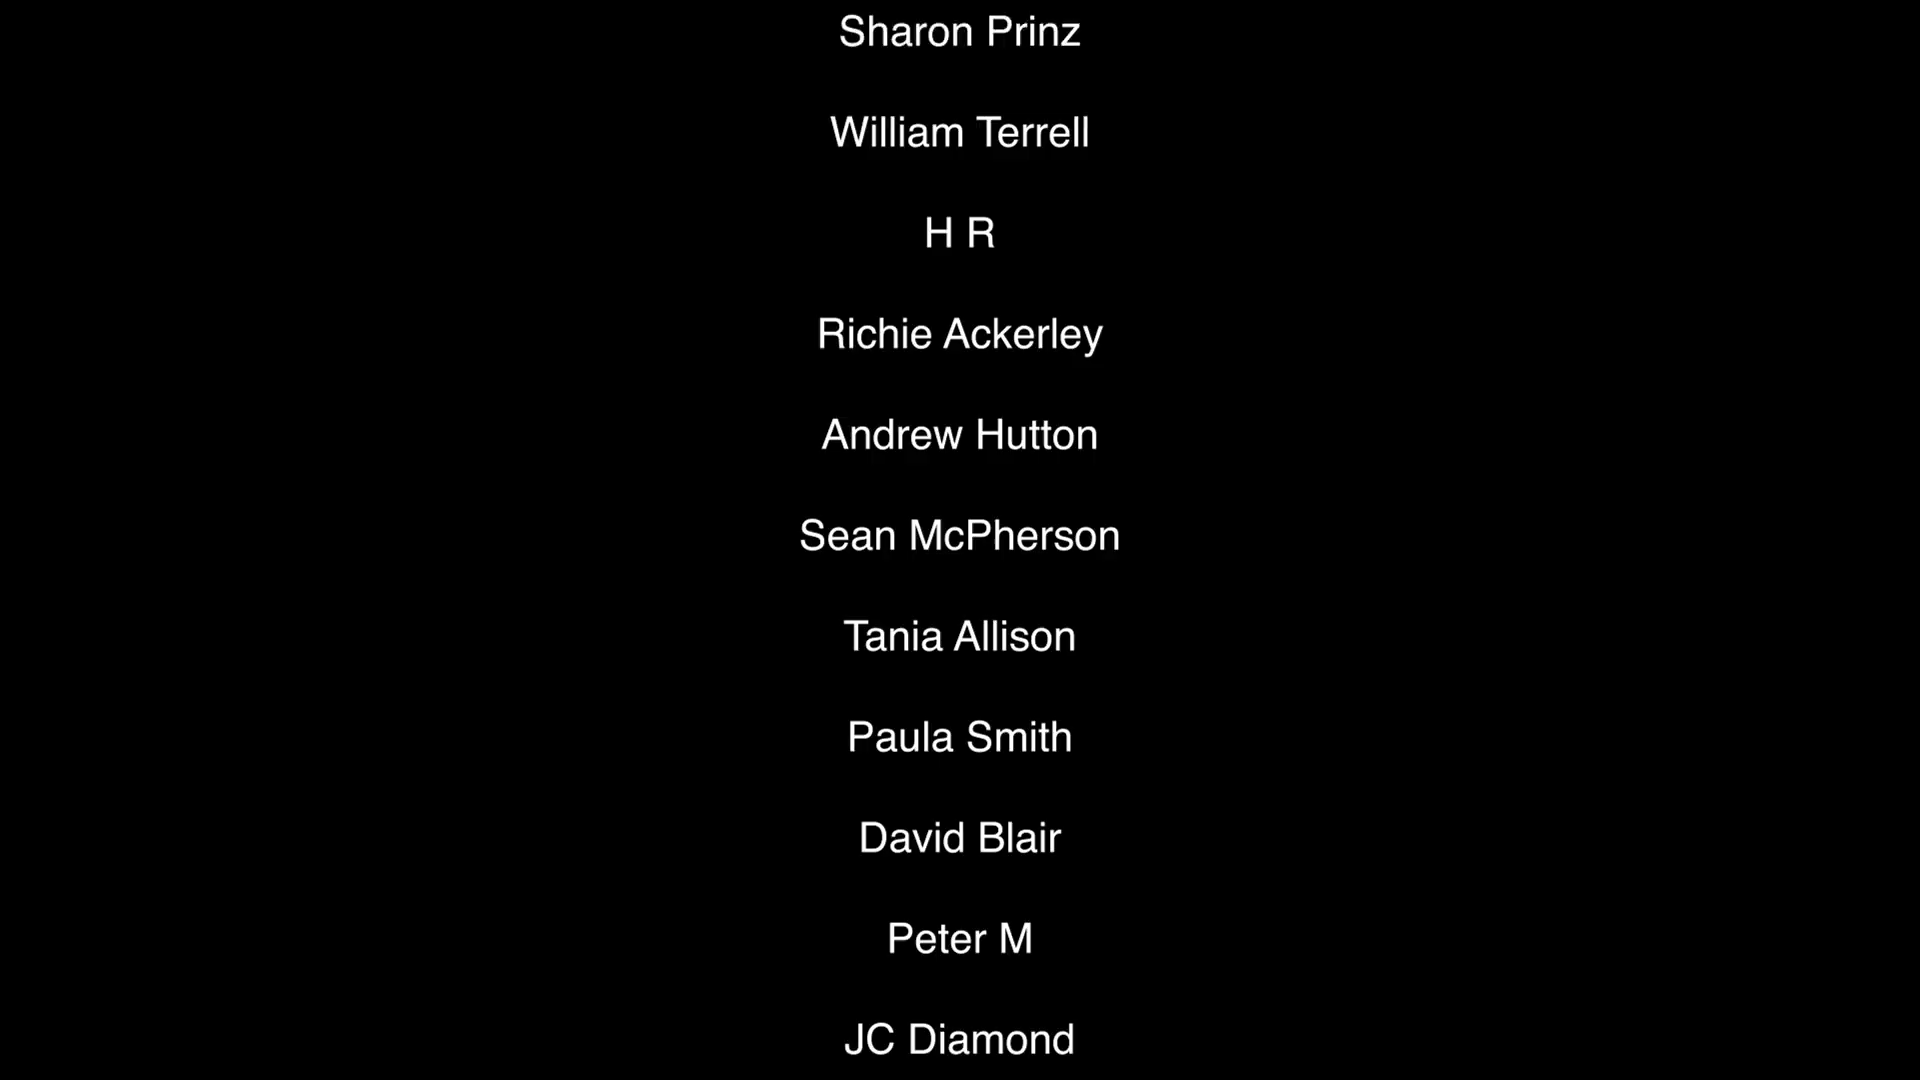 Sharon Prinz
William Terrell
H R
Richie Ackerley
Andrew Hutton
Sean McPherson
Tania Allison
Paula Smith
David Blair
Peter M
JC Diamond